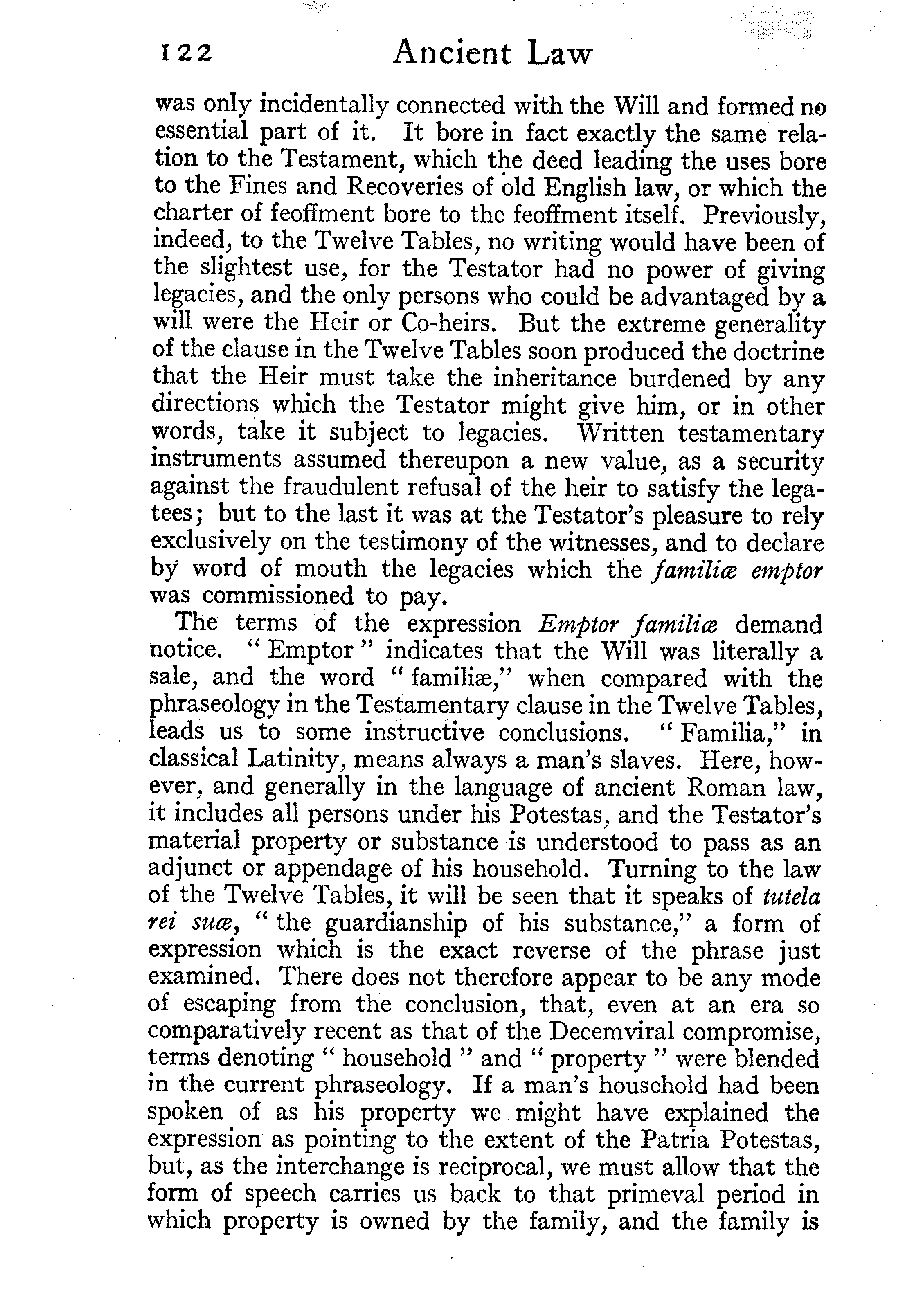 122 Ancient Law
was only incidentally connected with the Will and formed no
essential part of it. It bore in fact exactly the same rela-
tion to the Testament, which the deed leading the uses bore
to the Fines and Recoveries of old English law, or which the
charter of feoffment bore to the feoffment itself. Previously,
indeed, to the Twelve Tables, no writing would have been of
the slightest use, for the Testator had no power of giving
legacies, and the only persons who could be advantaged by a
will were the Heir or Co-heirs. But the extreme generality
of the clause in the Twelve Tables soon produced the doctrine
that the Heir must take the inheritance burdened by any
directions which the Testator might give him, or in other
words, take it subject to legacies. Written testamentary
instruments assumed thereupon a new value, as a security
against the fraudulent refusal of the heir to satisfy the lega-
tees; but to the last it was at the Testator's pleasure to rely
exclusively on the testimony of the witnesses, and to declare
by word of mouth the legacies which the familiæ emptor
was commissioned to pay.
The terms of the expression Emptor familiæ demand
notice. " Emptor " indicates that the Will was literally a
sale, and the word " familiæ," when compared with the
phraseology in the Testamentary clause in the Twelve Tables,
leads us to some instructive conclusions. " Familia," in
classical Latinity, means always a man's slaves. Here, how-
ever, and generally in the language of ancient Roman law,
it includes all persons under his Potestas, and the Testator's
material property or substance is understood to pass as an
adjunct or appendage of his household. Turning to the law
of the Twelve Tables, it will be seen that it speaks of tutela
rei suæ, " the guardianship of his substance," a form of
expression which is the exact reverse of the phrase just
examined. There does not therefore appear to be any mode
of escaping from the conclusion, that, even at an era so
comparatively recent as that of the Decemviral compromise,
terms denoting " household " and " property " were blended
in the current phraseology. If a man's household had been
spoken of as his property we might have explained the
expression as pointing to the extent of the Patria Potestas,
but, as the interchange is reciprocal, we must allow that the
form of speech carries us back to that primeval period in
which property is owned by the family, and the family is